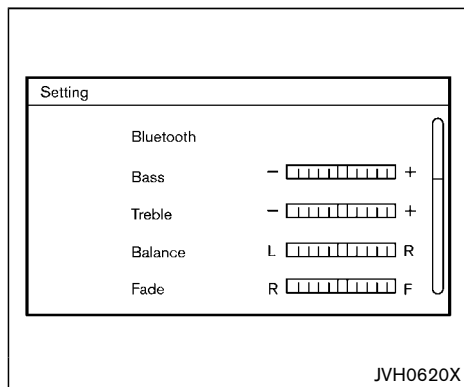 Setting
Bluetooth
Bass - +
Treble - +
Balance L R
Fade R F
JVH0620X